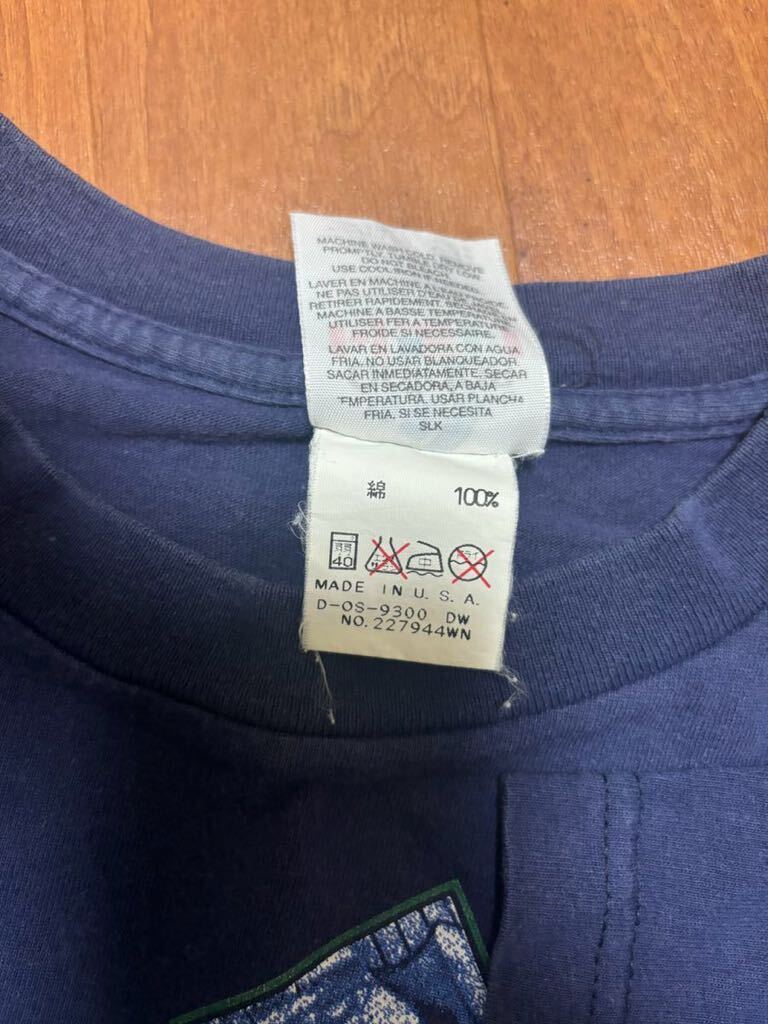 MACHINE WASH COLD, REMOVE
PROMPTLY, TUMBLE DRY LOW.
DO NOT BLEACH.
USE COOL IRON IF NEEDED.
LAVER EN MACHINE A L'EAU FROIDE.
NE PAS UTILISER D'EAU
RETIRER RAPIDEMENT. SECHER EN
MACHINE A BASSE TEMPERATURE.
UTILISER FER A TEMPERATURE
FROIDE SI NECESSAIRE.
LAVAR EN LAVADORA CON AGUA
FRIA. NO USAR BLANQUEADOR
SACAR INMEDIATAMENTE. SECAR
EN SECADORA, A BAJA
TEMPERATURA. USAR PLANCHA
FRIA, SI SE NECESITA
SLK
綿 100%
弱 40 中
MADE IN U.S.A.
D-OS-9300 DW
NO.227944WN